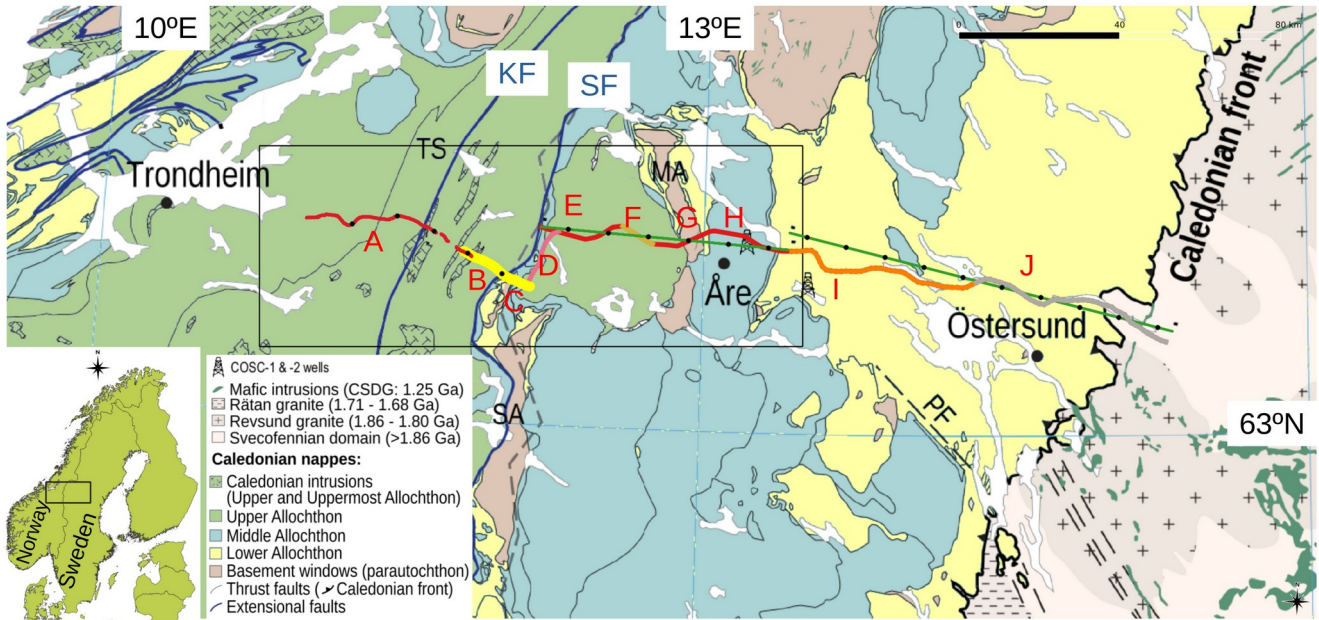 10ºE
13ºE
0 40 80 km
KF
SF
Caledonian front
TS
MA
Trondheim
E
F
G
H
A
D
B
C
I
J
Åre
Östersund
N
COSC-1 & -2 wells
Mafic intrusions (CSDG: 1.25 Ga)
Rätan granite (1.71 - 1.68 Ga)
Revsund granite (1.86 - 1.80 Ga)
Svecofennian domain (>1.86 Ga)
Caledonian nappes:
Caledonian intrusions
(Upper and Uppermost Allochthon)
Upper Allochthon
Middle Allochthon
Lower Allochthon
Basement windows (parautochthon)
Thrust faults ( Caledonian front)
Extensional faults
Norway
Sweden
SA
PF
63ºN